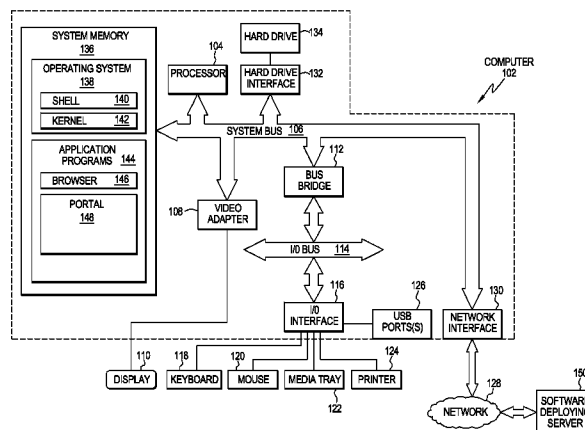 SYSTEM MEMORY
136
OPERATING SYSTEM
138
SHELL 140
KERNEL 142
APPLICATION
PROGRAMS 144
BROWSER 146
PORTAL
148
104
PROCESSOR
HARD DRIVE
134
HARD DRIVE
INTERFACE
132
COMPUTER
102
SYSTEM BUS 106
112
BUS
BRIDGE
108
VIDEO
ADAPTER
I/O BUS 114
116
I/O
INTERFACE
126
USB
PORTS(S)
130
NETWORK
INTERFACE
110
DISPLAY
118
KEYBOARD
120
MOUSE
MEDIA TRAY
122
124
PRINTER
128
NETWORK
150
SOFTWARE
DEPLOYING
SERVER